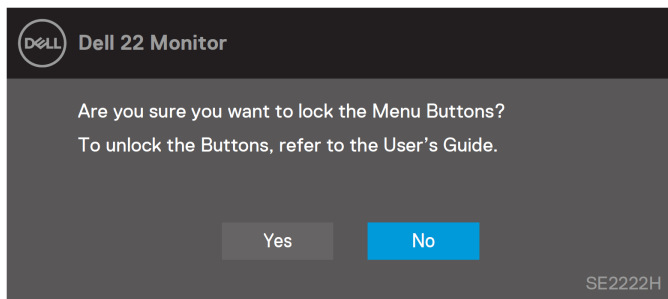 DELL Dell 22 Monitor
Are you sure you want to lock the Menu Buttons?
To unlock the Buttons, refer to the User’s Guide.
Yes No
SE2222H